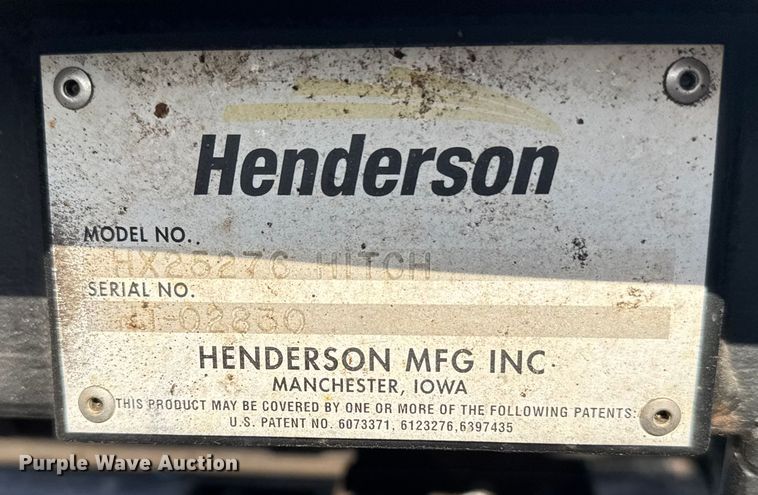 Henderson
MODEL NO.
HX25276 HITCH
SERIAL NO.
HENDERSON MFG INC
MANCHESTER, IOWA
THIS PRODUCT MAY BE COVERED BY ONE OR MORE OF THE FOLLOWING PATENTS:
U.S. PATENT NO. 6073371, 6123276,6397435
Purple Wave Auction